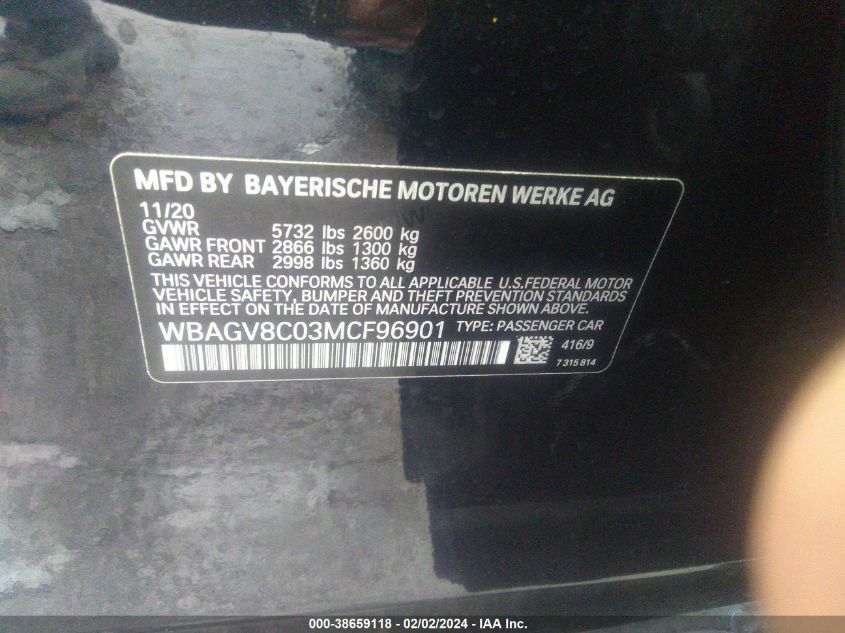 MFD BY BAYERISCHE MOTOREN WERKE AG
11/20
GVWR 5732 lbs 2600 kg
GAWR FRONT 2866 lbs 1300 kg
GAWR REAR 2998 lbs 1360 kg
THIS VEHICLE CONFORMS TO ALL APPLICABLE U.S.FEDERAL MOTOR
VEHICLE SAFETY, BUMPER AND THEFT PREVENTION STANDARDS
IN EFFECT ON THE DATE OF MANUFACTURE SHOWN ABOVE.
WBAGV8C03MCF96901 TYPE: PASSENGER CAR
416/9
7 315 814
000-38659118 - 02/02/2024 - IAA Inc.